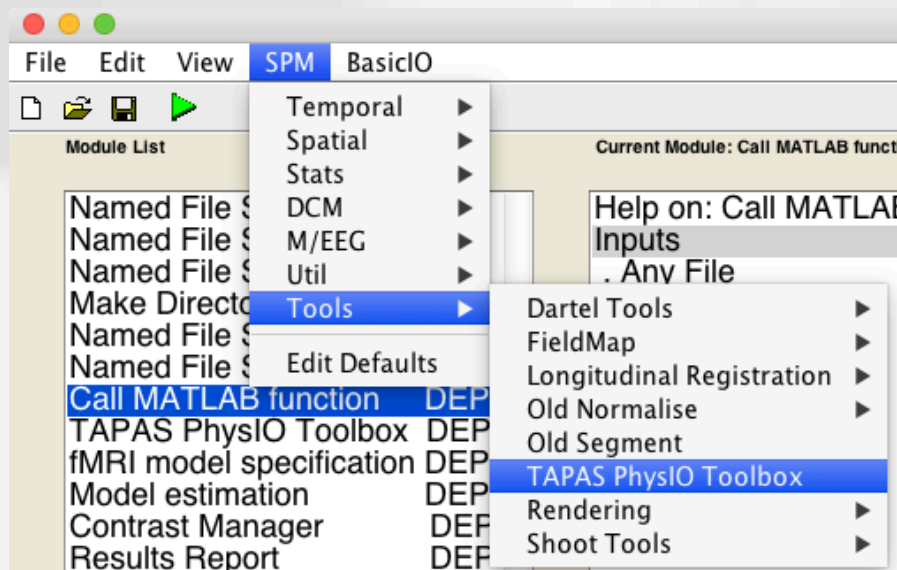 File Edit View SPM BasicIO
Module List
Current Module: Call MATLAB funct
Named File S
Named File S
Named File S
Make Directo
Named File S
Named File S
Call MATLAB function DEP
TAPAS PhysIO Toolbox DEP
fMRI model specification DEP
Model estimation DEP
Contrast Manager DEP
Results Report DEP
Temporal
Spatial
Stats
DCM
M/EEG
Util
Tools
Edit Defaults
Help on: Call MATLAB
Inputs
. Any File
Dartel Tools
FieldMap
Longitudinal Registration
Old Normalise
Old Segment
TAPAS PhysIO Toolbox
Rendering
Shoot Tools